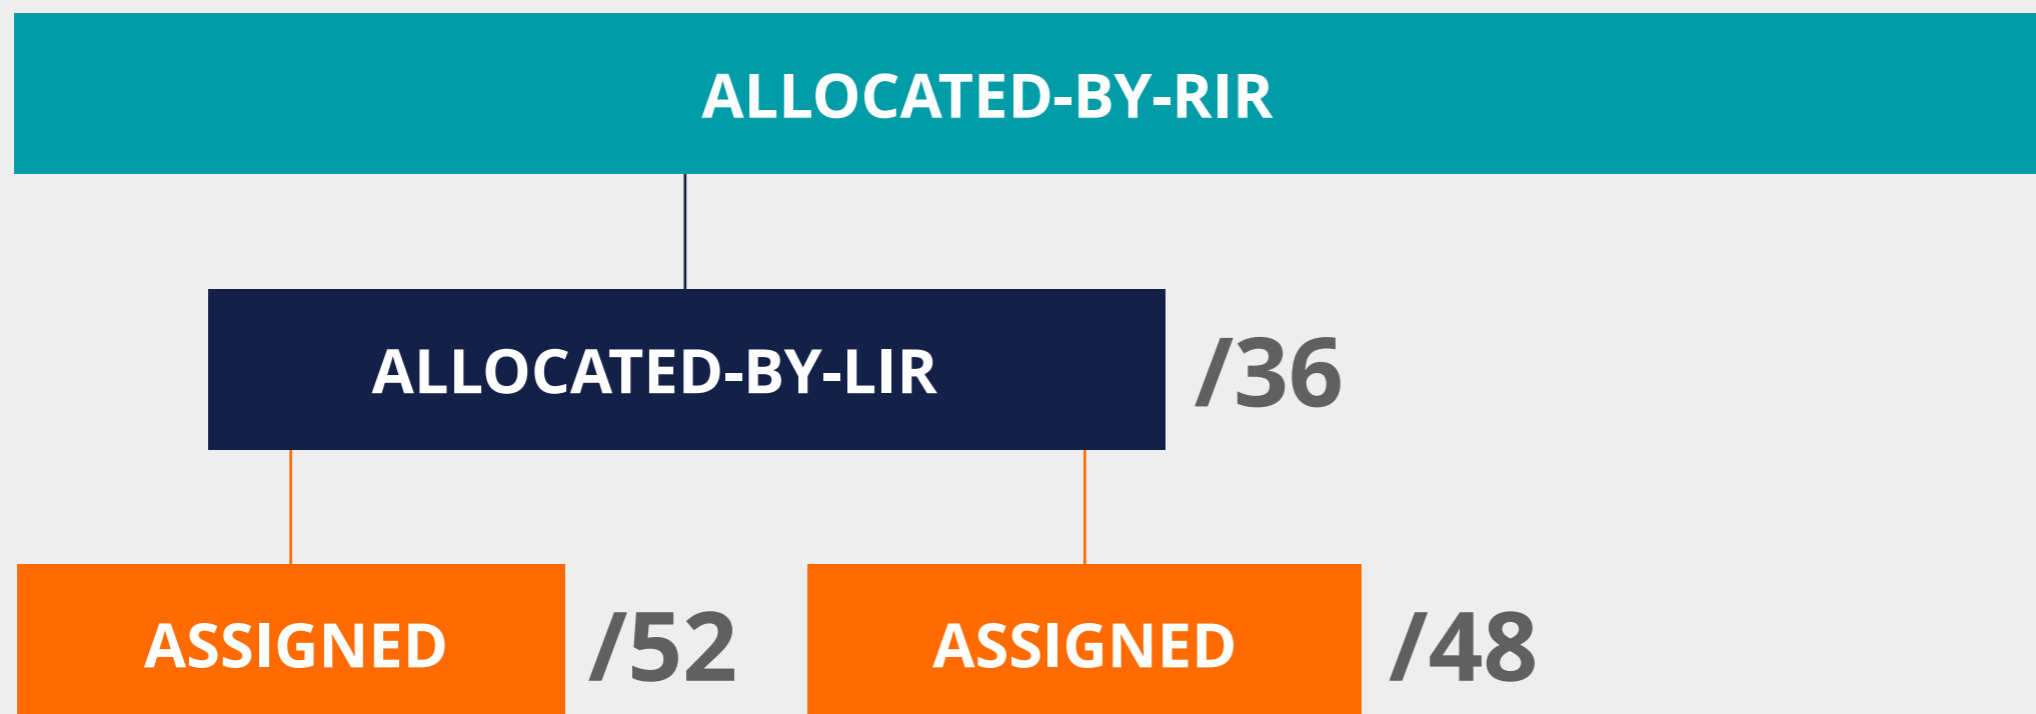 ALLOCATED-BY-RIR
ALLOCATED-BY-LIR /36
ASSIGNED /52 ASSIGNED /48